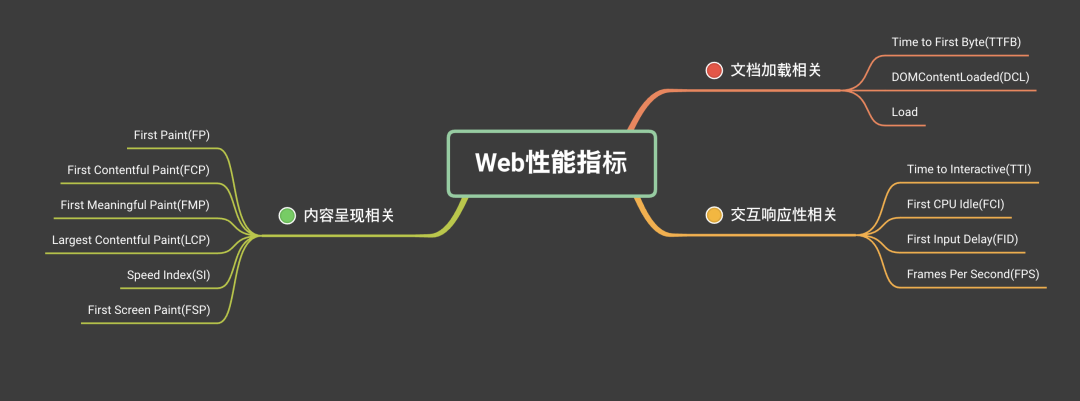 Web性能指标
文档加载相关
Time to First Byte(TTFB)
DOMContentLoaded(DCL)
Load
交互响应性相关
Time to Interactive(TTI)
First CPU Idle(FCI)
First Input Delay(FID)
Frames Per Second(FPS)
内容呈现相关
First Paint(FP)
First Contentful Paint(FCP)
First Meaningful Paint(FMP)
Largest Contentful Paint(LCP)
Speed Index(SI)
First Screen Paint(FSP)